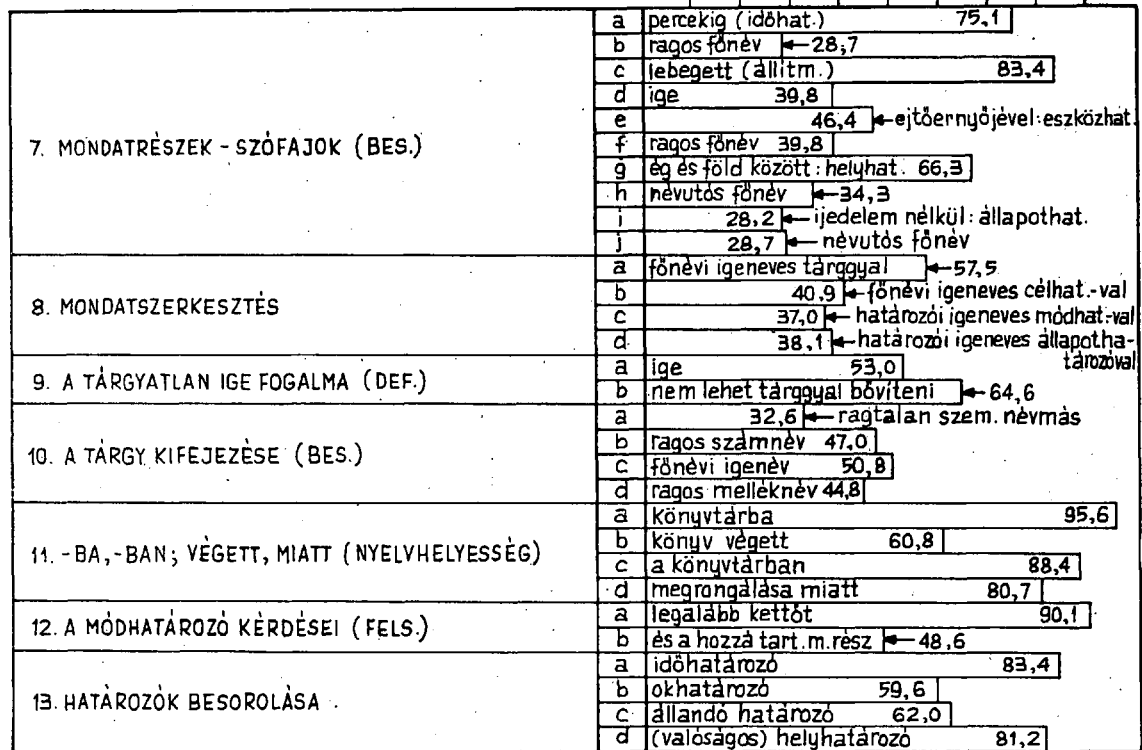 7. MONDATRÉSZEK - SZÓFAJOK (BES.)
a percekig (időhat.) 75,1
b ragos főnév 28,7
c lebegett (állítm.) 83,4
d ige 39,8
e 46,4 ejtőernyőjével: eszközhat.
f ragos főnév 39,8
g ég és föld között: helyhat. 66,3
h névutós főnév 34,3
i 28,2 ijedelem nélkül: állapothat.
j 28,7 névutós főnév
8. MONDATSZERKESZTÉS
a főnévi igeneves tárggyal 57,5
b 40,9 főnévi igeneves célhat.-val
c 37,0 határozói igeneves módhat.-val
d 38,1 határozói igeneves állapotha-
tározóval
9. A TÁRGYATLAN IGE FOGALMA (DEF.)
a ige 53,0
b nem lehet tárggyal bővíteni 64,6
10. A TÁRGY KIFEJEZÉSE (BES.)
a 32,6 ragtalan szem. névmás
b ragos számnév 47,0
c főnévi igenév 50,8
d ragos melléknév 44,8
11. -BA, -BAN; VÉGETT, MIATT (NYELVHELYESSÉG)
a könyvtárba 95,6
b könyv végett 60,8
c a könyvtárban 88,4
d megrongálása miatt 80,7
12. A MÓDHATÁROZÓ KÉRDÉSEI (FELS.)
a legalább kettőt 90,1
b és a hozzá tart. m. rész 48,6
13. HATÁROZÓK BESOROLÁSA
a időhatározó 83,4
b okhatározó 59,6
c állandó határozó 62,0
d (valóságos) helyhatározó 81,2